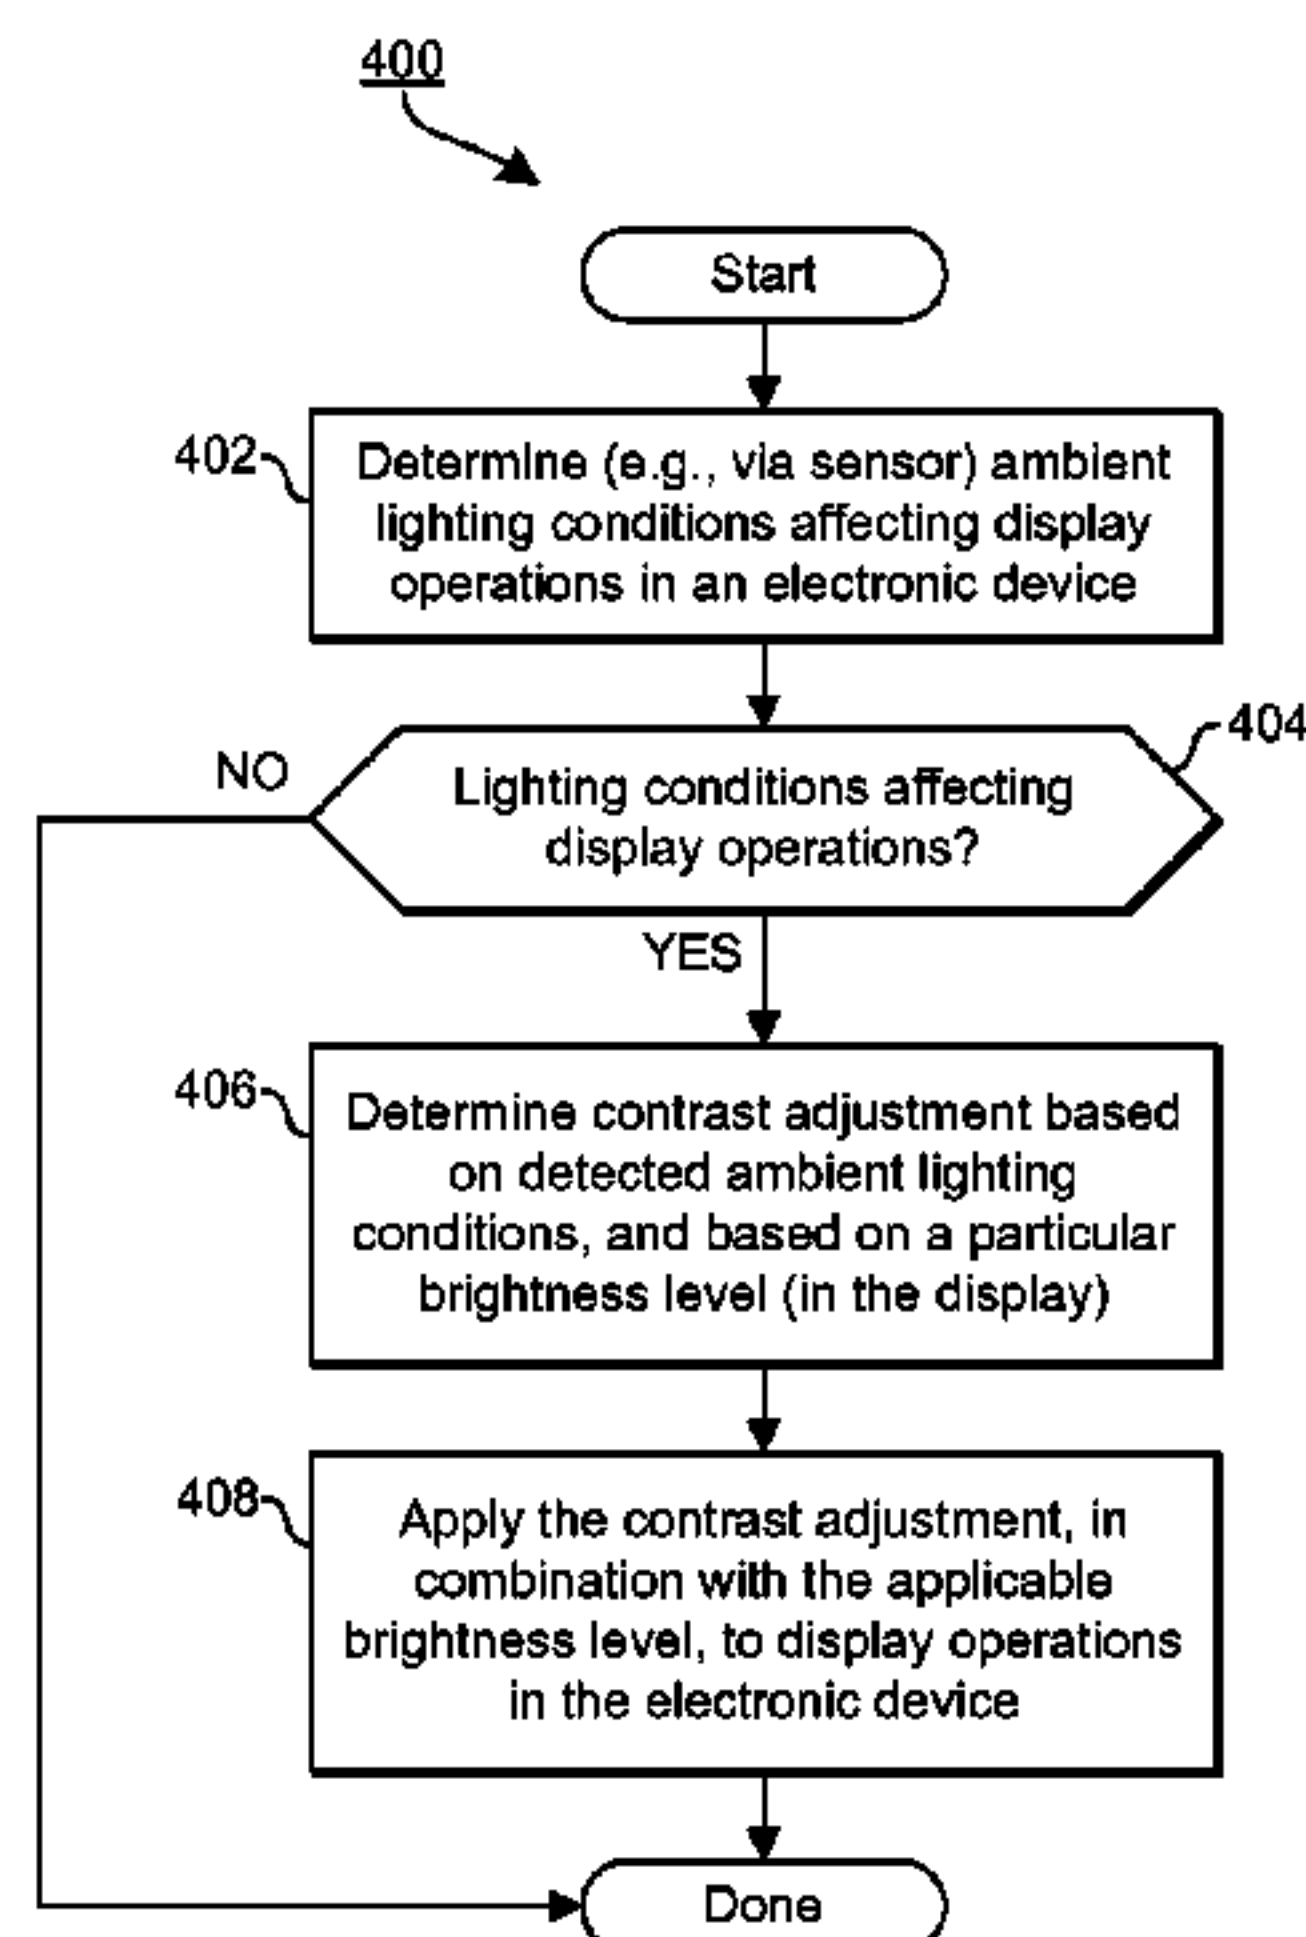 400
Start
402
Determine (e.g., via sensor) ambient
lighting conditions affecting display
operations in an electronic device
404
NO
Lighting conditions affecting
display operations?
YES
406
Determine contrast adjustment based
on detected ambient lighting
conditions, and based on a particular
brightness level (in the display)
408
Apply the contrast adjustment, in
combination with the applicable
brightness level, to display operations
in the electronic device
Done